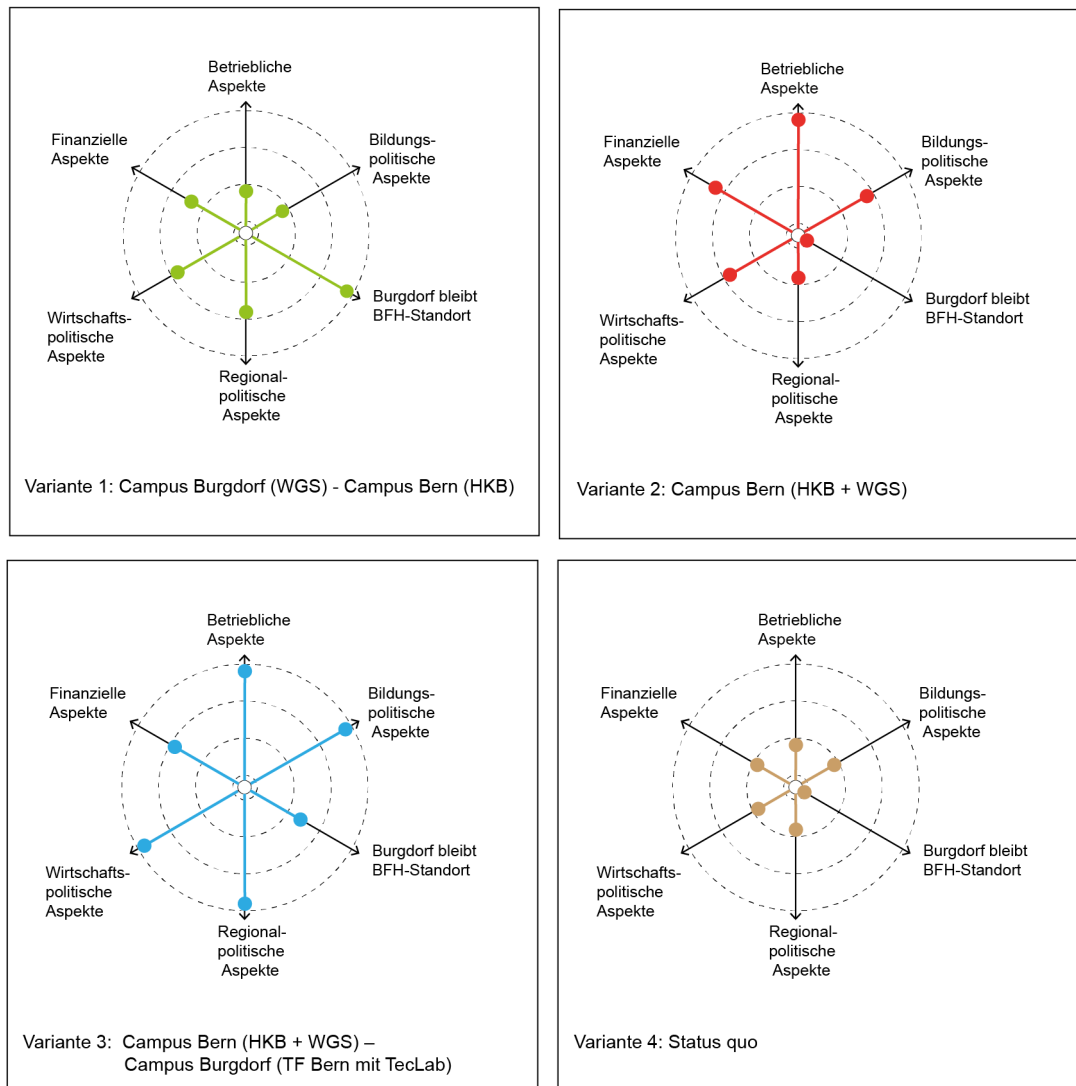 Betriebliche
Aspekte
Finanzielle
Aspekte
Bildungs-
politische
Aspekte
Wirtschafts-
politische
Aspekte
Burgdorf bleibt
BFH-Standort
Regional-
politische
Aspekte
Variante 1: Campus Burgdorf (WGS) - Campus Bern (HKB)
Betriebliche
Aspekte
Finanzielle
Aspekte
Bildungs-
politische
Aspekte
Wirtschafts-
politische
Aspekte
Burgdorf bleibt
BFH-Standort
Regional-
politische
Aspekte
Variante 2: Campus Bern (HKB + WGS)
Betriebliche
Aspekte
Finanzielle
Aspekte
Bildungs-
politische
Aspekte
Wirtschafts-
politische
Aspekte
Burgdorf bleibt
BFH-Standort
Regional-
politische
Aspekte
Variante 3: Campus Bern (HKB + WGS) –
Campus Burgdorf (TF Bern mit TecLab)
Betriebliche
Aspekte
Finanzielle
Aspekte
Bildungs-
politische
Aspekte
Wirtschafts-
politische
Aspekte
Burgdorf bleibt
BFH-Standort
Regional-
politische
Aspekte
Variante 4: Status quo